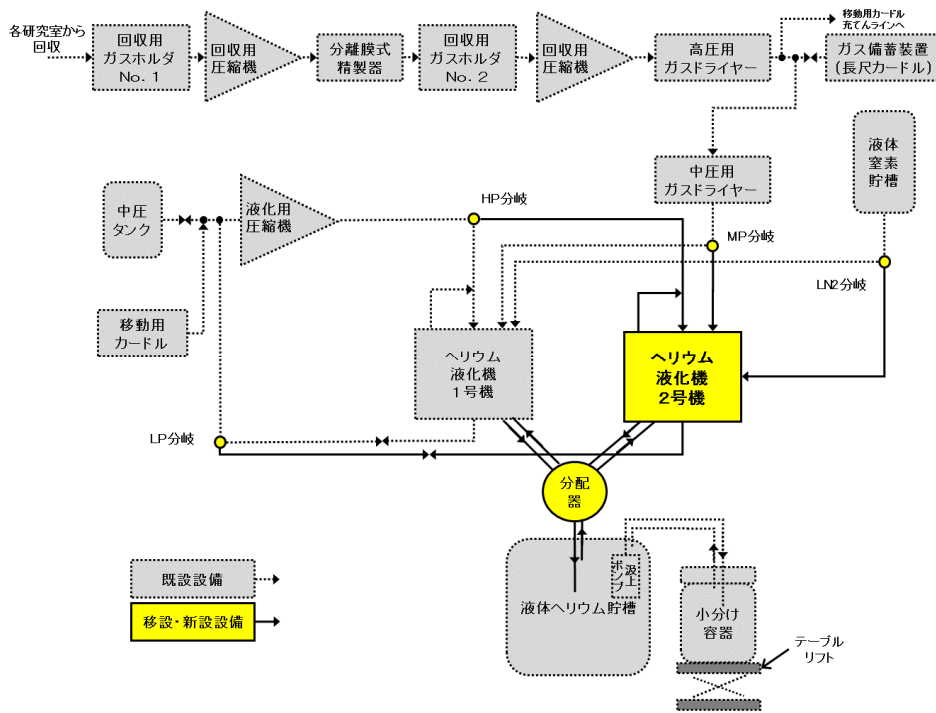 各研究室から
回収
回収用
ガスホルダ
No. 1
回収用
圧縮機
分離膜式
精製器
回収用
ガスホルダ
No. 2
回収用
圧縮機
高圧用
ガスドライヤー
移動用カードル
充てんラインへ
ガス備蓄装置
(長尺カードル)
中圧用
ガスドライヤー
液体
窒素
貯槽
中圧
タンク
液化用
圧縮機
HP分岐
MP分岐
LN2分岐
移動用
カードル
ヘリウム
液化機
1号機
ヘリウム
液化機
2号機
LP分岐
分配
器
汲上
ポンプ
液体ヘリウム貯槽
小分け
容器
テーブル
リフト
既設設備
移設・新設設備